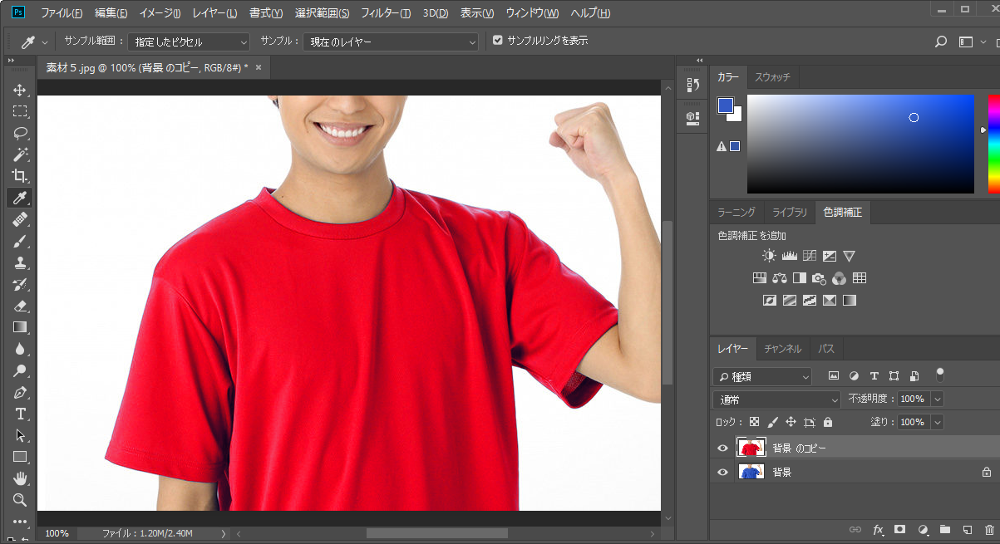 Ps ファイル(F) 編集(E) イメージ(I) レイヤー(L) 書式(Y) 選択範囲(S) フィルター(T) 3D(D) 表示(V) ウィンドウ(W) ヘルプ(H)
サンプル範囲： 指定したピクセル サンプル： 現在のレイヤー サンプルリングを表示
素材５.jpg @ 100% (背景 のコピー, RGB/8#) * ×
カラー スウォッチ
ラーニング ライブラリ 色調補正
色調補正を追加
レイヤー チャンネル パス
種類
通常 不透明度： 100%
ロック： 塗り： 100%
背景 のコピー
背景
fx
100% ファイル：1.20M/2.40M